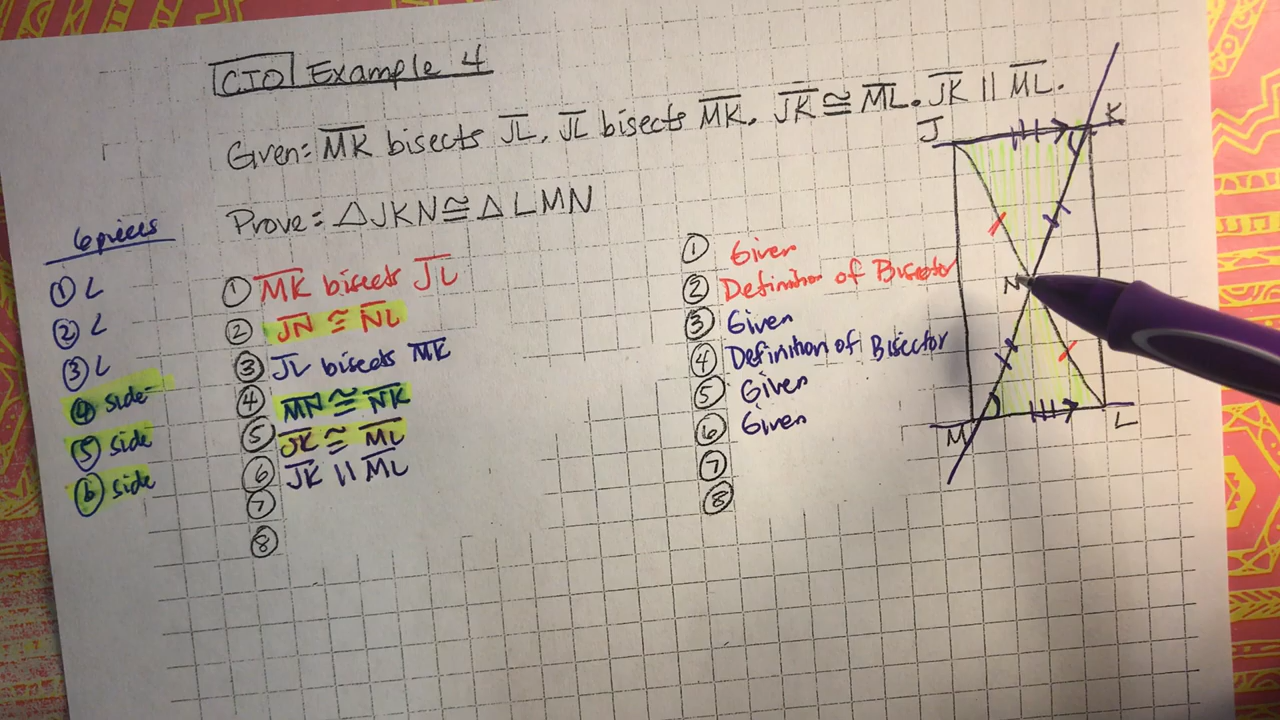 CIO Example 4
Given: MK bisects JL. JL bisects MK. JK ≅ ML. JK || ML.
Prove: △JKN ≅ △LMN
6 pieces
① L
② L
③ L
④ side
⑤ side
⑥ side
① MK bisects JL
② JN ≅ NL
③ JL bisects MK
④ MN ≅ NK
⑤ JK ≅ ML
⑥ JK || ML
⑦
⑧
① Given
② Definition of Bisector
③ Given
④ Definition of Bisector
⑤ Given
⑥ Given
⑦
⑧
J K
N
M L